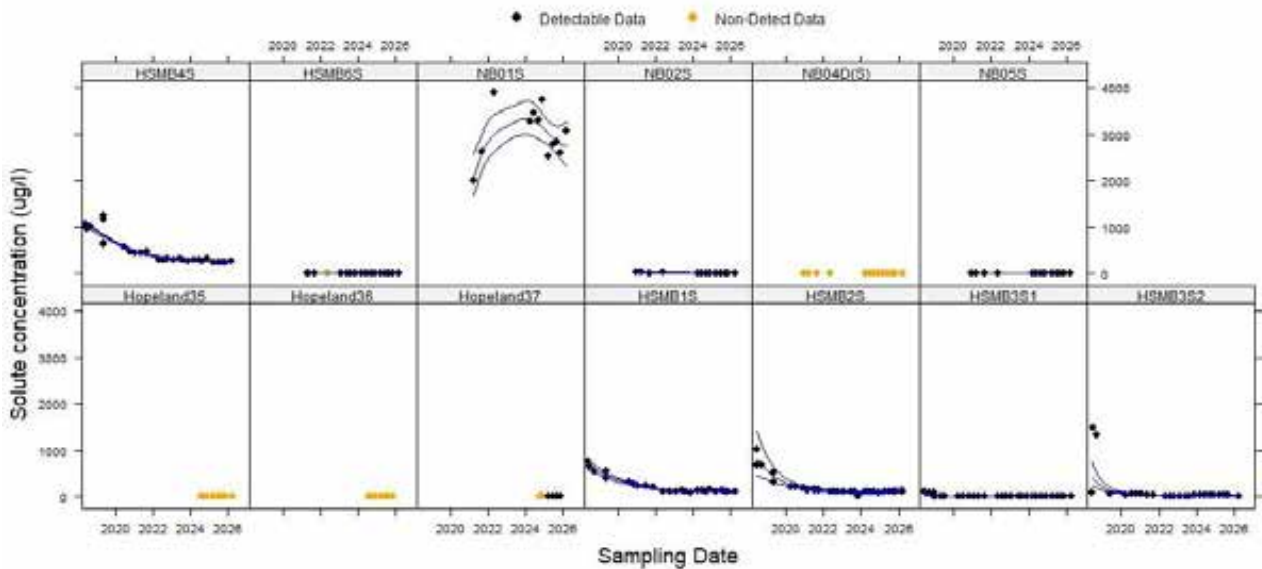 Detectable Data Non-Detect Data
2020 2022 2024 2026 2020 2022 2024 2026 2020 2022 2024 2026
HSMB4S HSMB6S NB01S NB02S NB04D(S) NB05S
4000
3000
2000
1000
0
Solute concentration (ug/l)
Hopeland35 Hopeland36 Hopeland37 HSMB1S HSMB2S HSMB3S1 HSMB3S2
4000
3000
2000
1000
0
2020 2022 2024 2026 2020 2022 2024 2026 2020 2022 2024 2026 2020 2022 2024 2026
Sampling Date